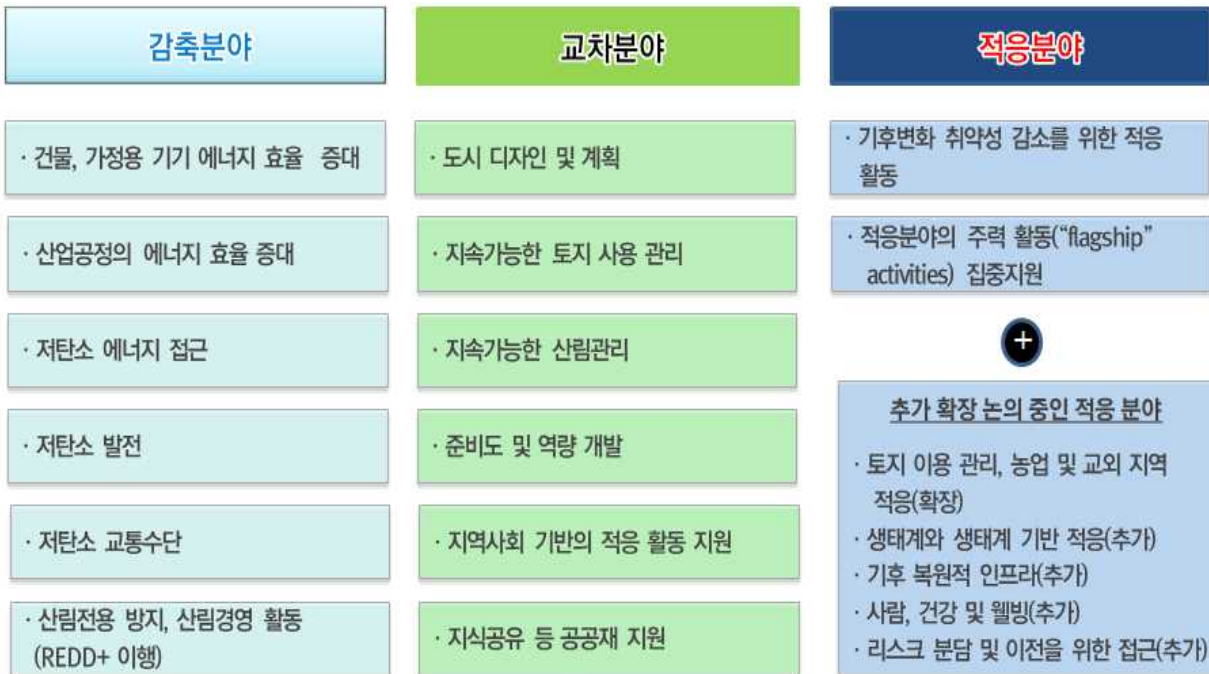 감축분야
· 건물, 가정용 기기 에너지 효율 증대
· 산업공정의 에너지 효율 증대
· 저탄소 에너지 접근
· 저탄소 발전
· 저탄소 교통수단
· 산림전용 방지, 산림경영 활동
(REDD+ 이행)
교차분야
· 도시 디자인 및 계획
· 지속가능한 토지 사용 관리
· 지속가능한 산림관리
· 준비도 및 역량 개발
· 지역사회 기반의 적응 활동 지원
· 지식공유 등 공공재 지원
적응분야
· 기후변화 취약성 감소를 위한 적응
활동
· 적응분야의 주력 활동(“flagship”
activities) 집중지원
+
추가 확장 논의 중인 적응 분야
· 토지 이용 관리, 농업 및 교외 지역
적응(확장)
· 생태계와 생태계 기반 적응(추가)
· 기후 복원적 인프라(추가)
· 사람, 건강 및 웰빙(추가)
· 리스크 분담 및 이전을 위한 접근(추가)